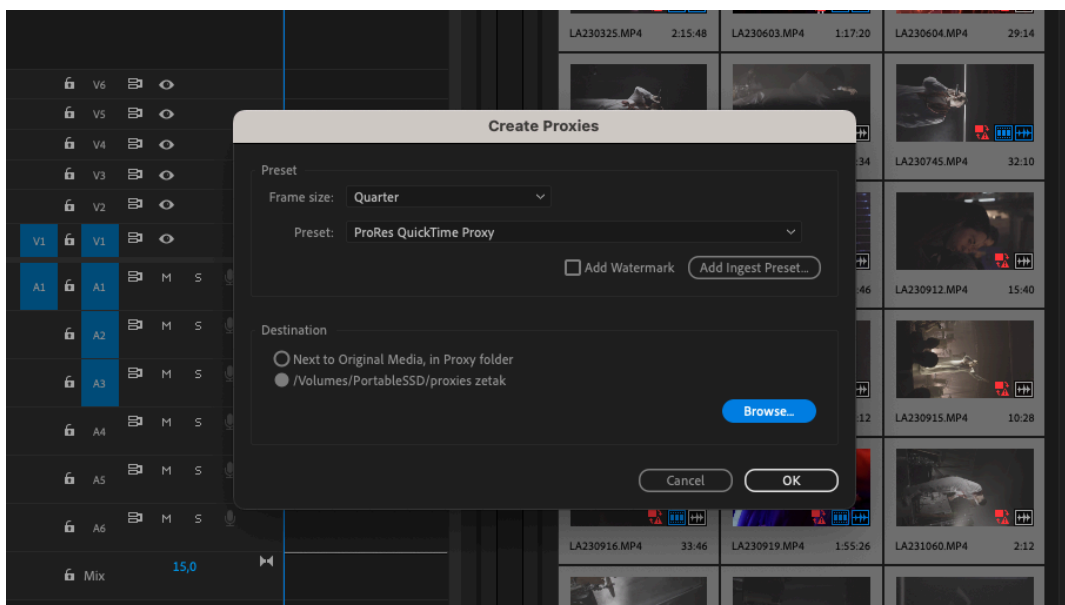 LA230325.MP4 2:15:48
LA230603.MP4 1:17:20
LA230604.MP4 29:14
V6
V5
V4
V3
V2
V1 V1
A1 A1 M S
A2 M S
A3 M S
A4 M S
A5 M S
A6 M S
Mix 15,0
Create Proxies
Preset
Frame size: Quarter
Preset: ProRes QuickTime Proxy
Add Watermark Add Ingest Preset...
Destination
Next to Original Media, in Proxy folder
/Volumes/PortableSSD/proxies zetak
Browse...
Cancel OK
:34
LA230745.MP4 32:10
:46
LA230912.MP4 15:40
:12
LA230915.MP4 10:28
LA230916.MP4 33:46
LA230919.MP4 1:55:26
LA231060.MP4 2:12